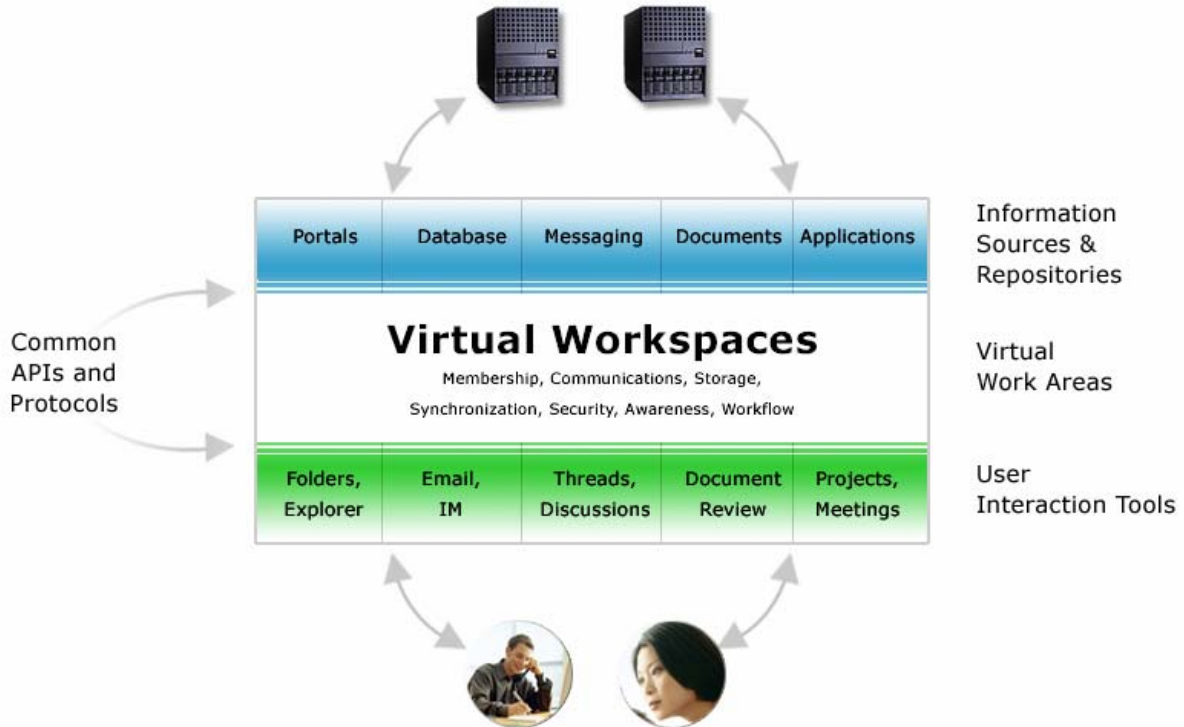 Portals
Database
Messaging
Documents
Applications
Information
Sources &
Repositories
Common
APIs and
Protocols
Virtual Workspaces
Membership, Communications, Storage,
Synchronization, Security, Awareness, Workflow
Virtual
Work Areas
Folders,
Explorer
Email,
IM
Threads,
Discussions
Document
Review
Projects,
Meetings
User
Interaction Tools